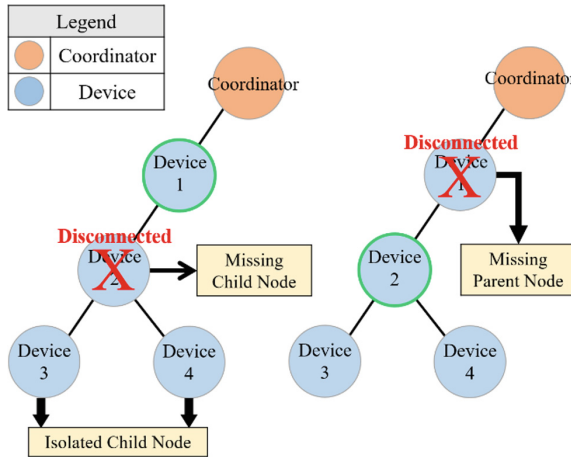 Legend
Coordinator
Device
Coordinator
Device
1
Disconnected
Device
2
X
Missing
Child Node
Device
3
Device
4
Isolated Child Node
Coordinator
Disconnected
Device
1
X
Missing
Parent Node
Device
2
Device
3
Device
4